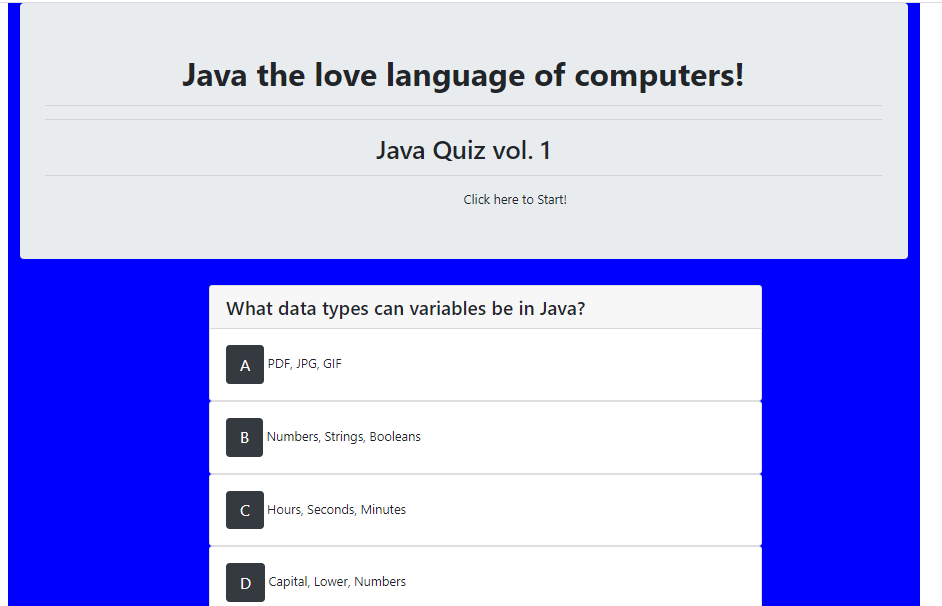 Java the love language of computers!
Java Quiz vol. 1
Click here to Start!
What data types can variables be in Java?
A PDF, JPG, GIF
B Numbers, Strings, Booleans
C Hours, Seconds, Minutes
D Capital, Lower, Numbers